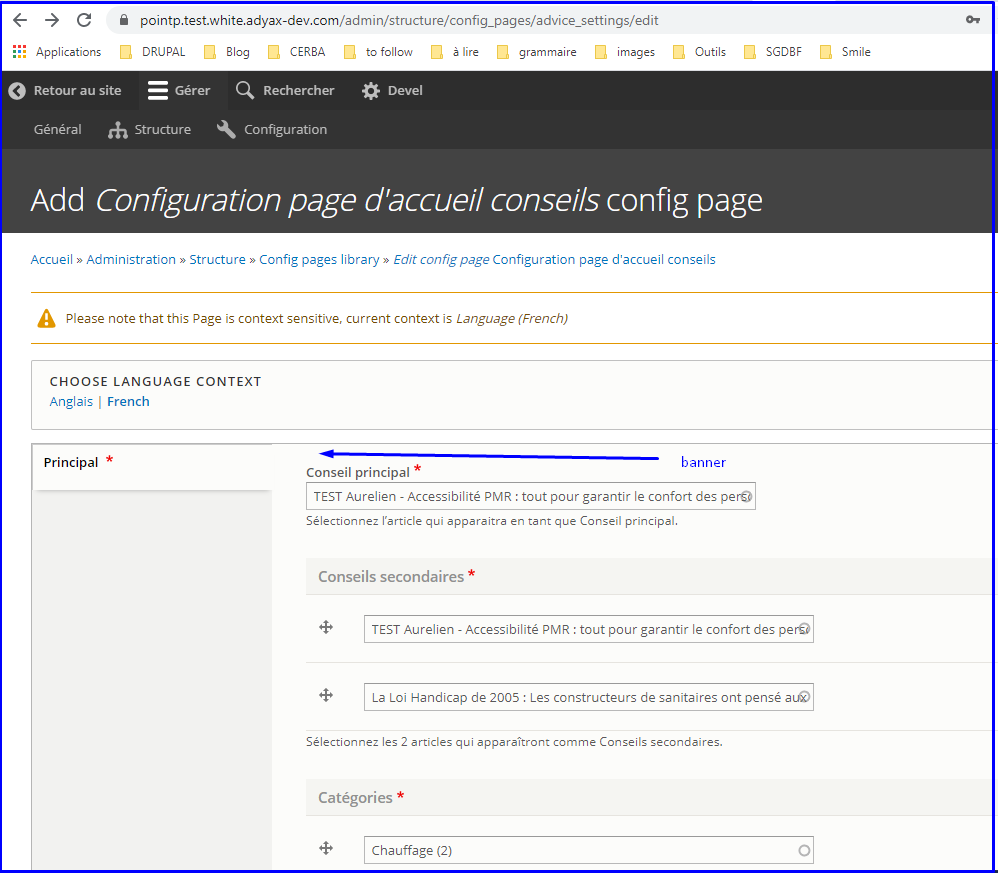 pointp.test.white.adyax-dev.com/admin/structure/config_pages/advice_settings/edit
Applications DRUPAL Blog CERBA to follow à lire grammaire images Outils SGDBF Smile
Retour au site Gérer Rechercher Devel
Général Structure Configuration
Add Configuration page d'accueil conseils config page
Accueil » Administration » Structure » Config pages library » Edit config page Configuration page d'accueil conseils
Please note that this Page is context sensitive, current context is Language (French)
CHOOSE LANGUAGE CONTEXT
Anglais | French
Principal *
banner
Conseil principal *
TEST Aurelien - Accessibilité PMR : tout pour garantir le confort des pers
Sélectionnez l'article qui apparaitra en tant que Conseil principal.
Conseils secondaires *
TEST Aurelien - Accessibilité PMR : tout pour garantir le confort des pers
La Loi Handicap de 2005 : Les constructeurs de sanitaires ont pensé aux
Sélectionnez les 2 articles qui apparaîtront comme Conseils secondaires.
Catégories *
Chauffage (2)